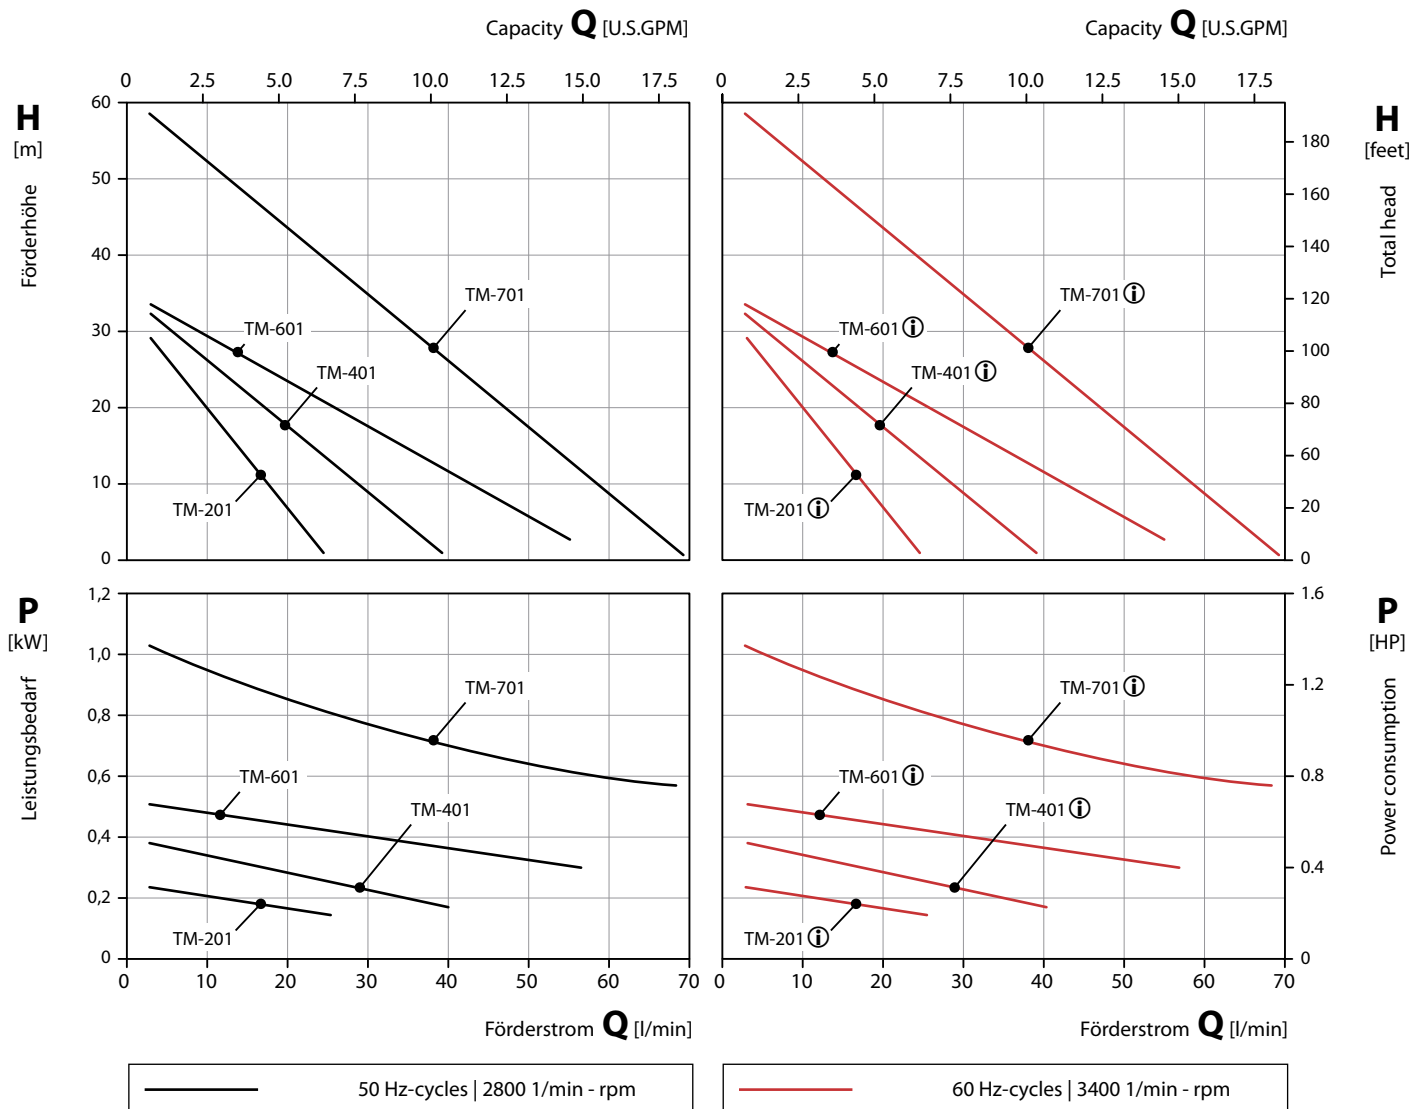 Capacity Q [U.S.GPM]
Capacity Q [U.S.GPM]
0 2.5 5.0 7.5 10.0 12.5 15.0 17.5
0 2.5 5.0 7.5 10.0 12.5 15.0 17.5
H
[m]
Förderhöhe
60
50
40
30
20
10
0
TM-701
TM-601
TM-401
TM-201
TM-701 i
TM-601 i
TM-401 i
TM-201 i
180
160
140
120
100
80
60
20
0
H
[feet]
Total head
P
[kW]
Leistungsbedarf
1,2
1,0
0,8
0,6
0,4
0,2
0
TM-701
TM-601
TM-401
TM-201
TM-701 i
TM-601 i
TM-401 i
TM-201 i
1.6
1.2
0.8
0.4
0
P
[HP]
Power consumption
0 10 20 30 40 50 60 70
0 10 20 30 40 50 60 70
Förderstrom Q [l/min]
Förderstrom Q [l/min]
50 Hz-cycles | 2800 1/min - rpm
60 Hz-cycles | 3400 1/min - rpm